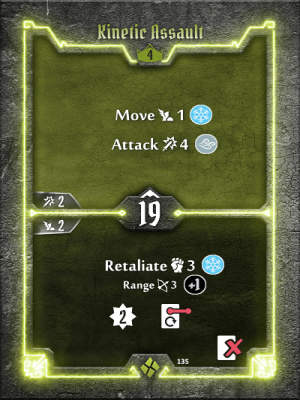 Kinetic Assault
4
Move 1
Attack 4
2
19
2
Retaliate 3
Range 3 +1
2
135